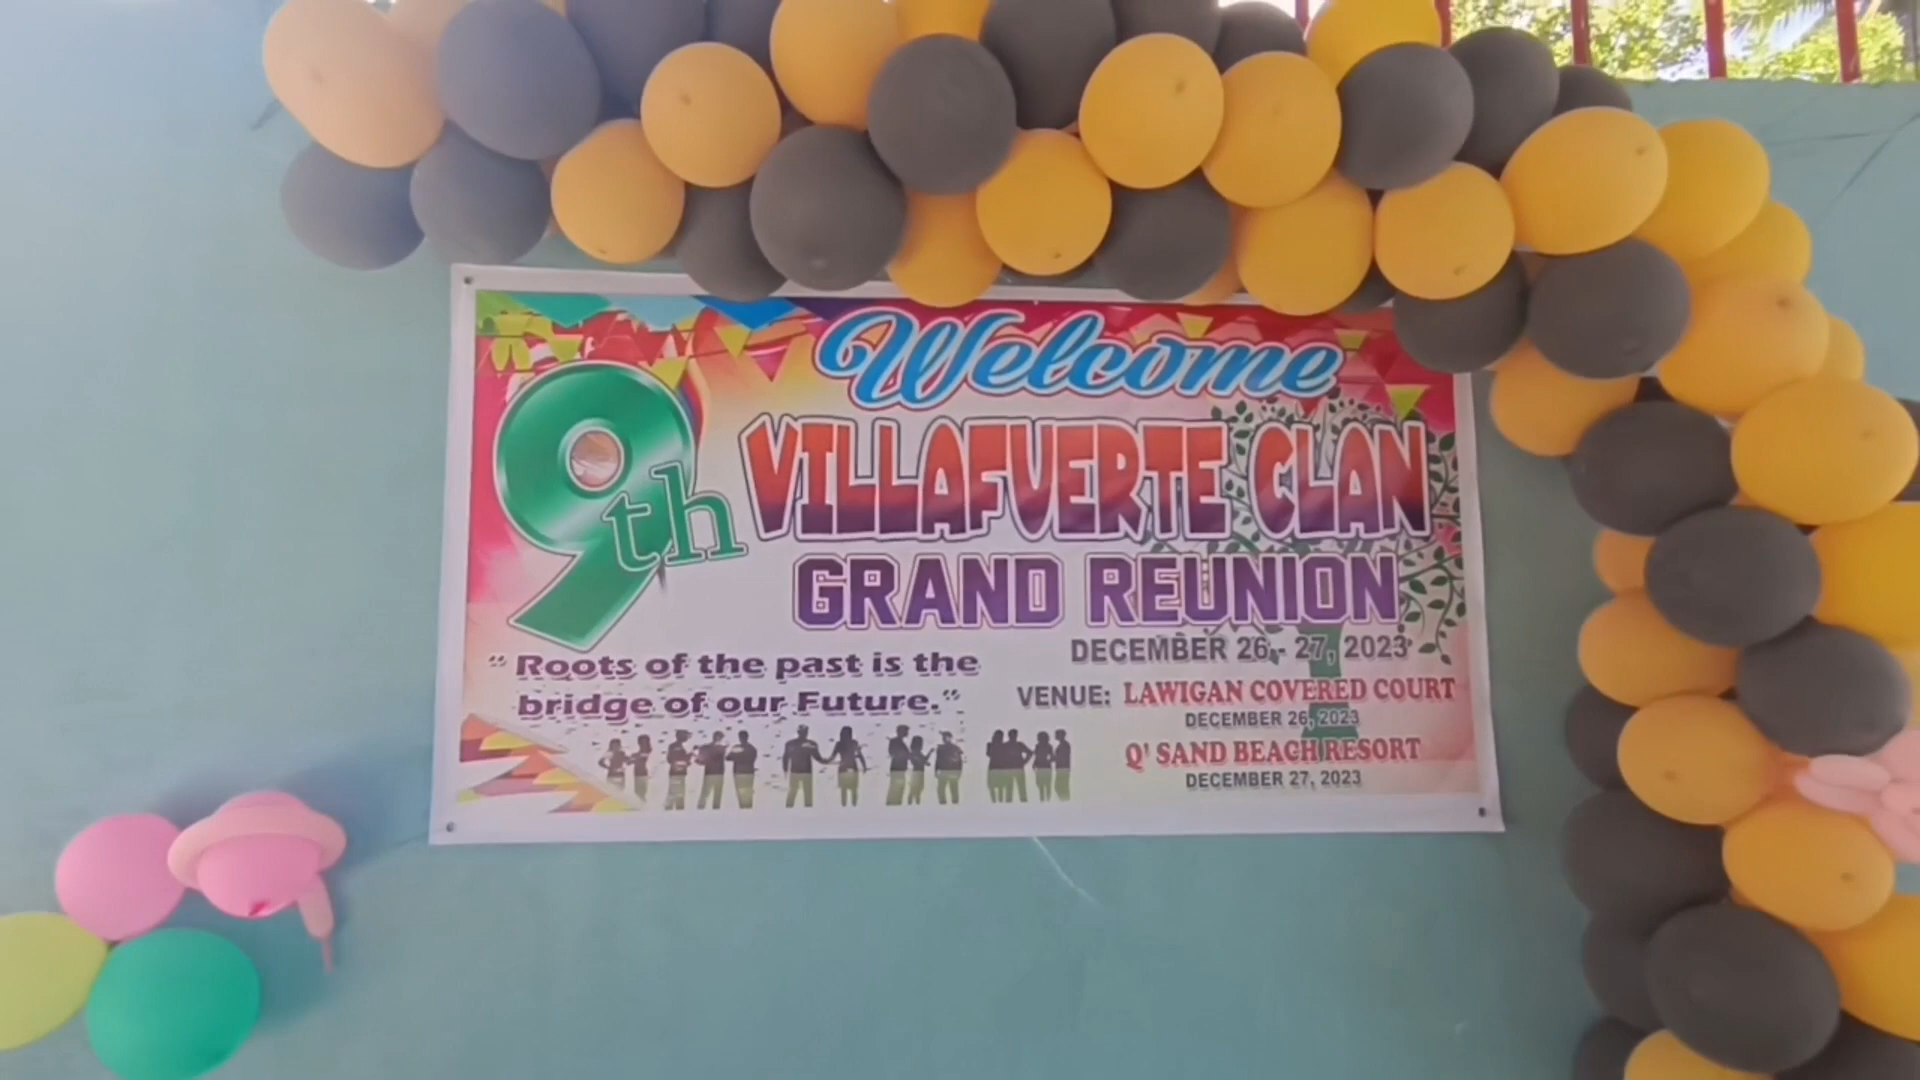 Welcome
9th VILLAFUERTE CLAN
GRAND REUNION
DECEMBER 26 - 27, 2023
" Roots of the past is the
bridge of our Future."
VENUE: LAWIGAN COVERED COURT
DECEMBER 26, 2023
Q' SAND BEACH RESORT
DECEMBER 27, 2023